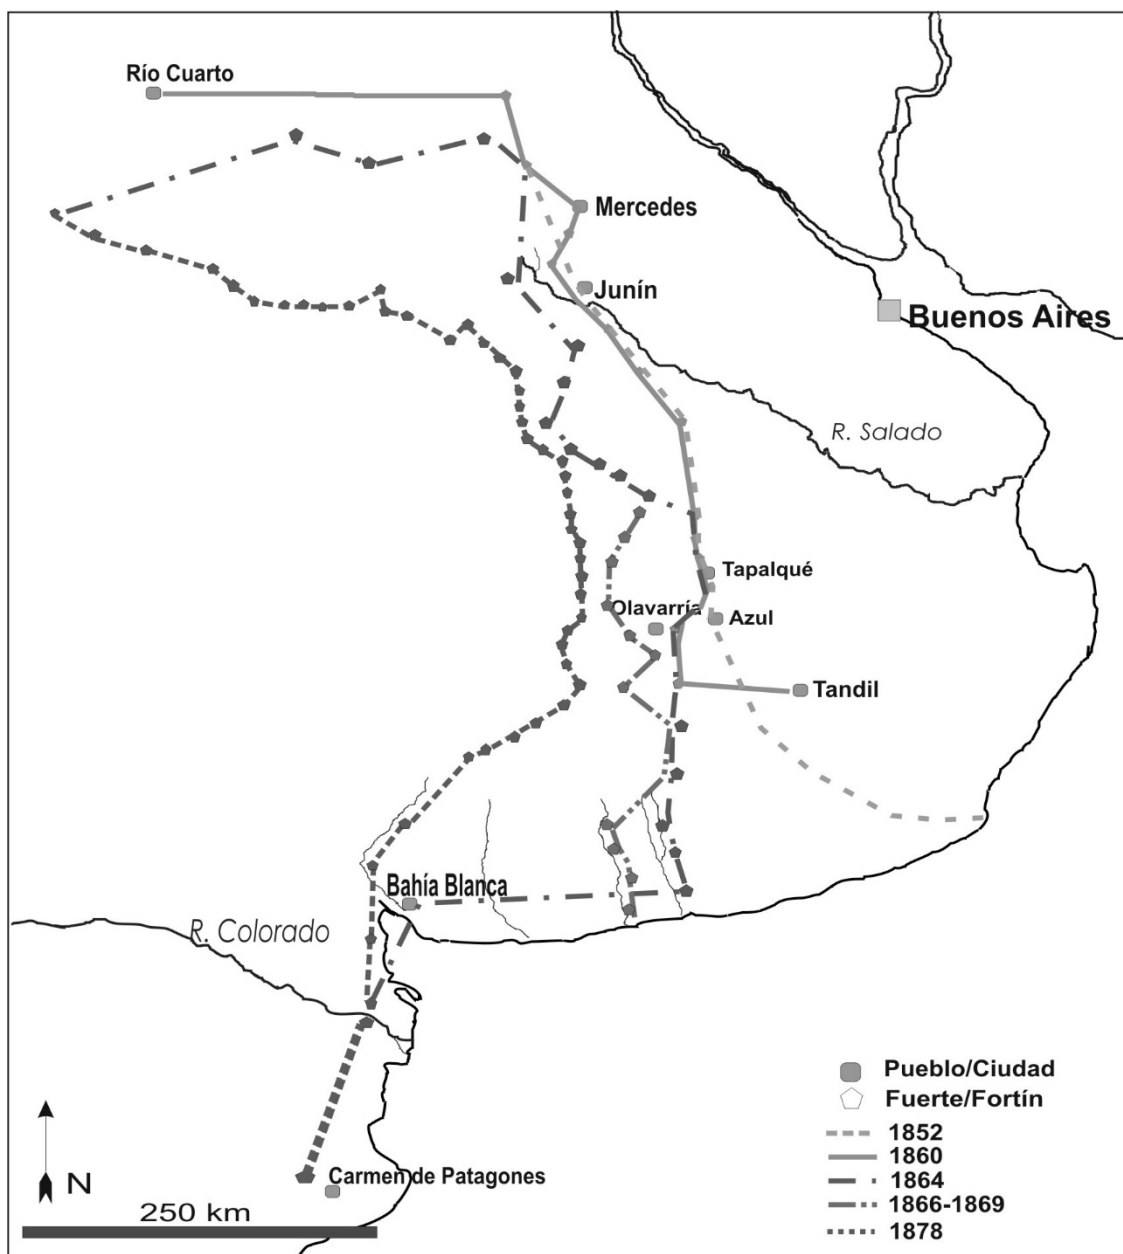 Río Cuarto
Mercedes
Junín
Buenos Aires
R. Salado
Tapalqué
Olavarría
Azul
Tandil
Bahía Blanca
R. Colorado
Carmen de Patagones
N
250 km
Pueblo/Ciudad
Fuerte/Fortín
1852
1860
1864
1866-1869
1878